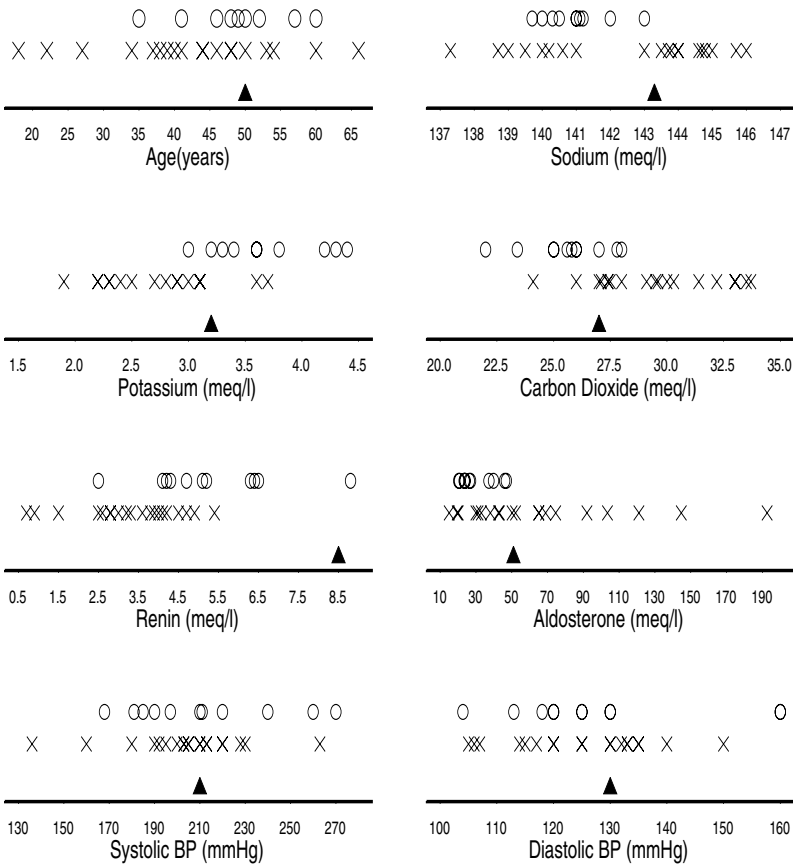 20 25 30 35 40 45 50 55 60 65
Age(years)
137 138 139 140 141 142 143 144 145 146 147
Sodium (meq/l)
1.5 2.0 2.5 3.0 3.5 4.0 4.5
Potassium (meq/l)
20.0 22.5 25.0 27.5 30.0 32.5 35.0
Carbon Dioxide (meq/l)
0.5 1.5 2.5 3.5 4.5 5.5 6.5 7.5 8.5
Renin (meq/l)
10 30 50 70 90 110 130 150 170 190
Aldosterone (meq/l)
130 150 170 190 210 230 250 270
Systolic BP (mmHg)
100 110 120 130 140 150 160
Diastolic BP (mmHg)